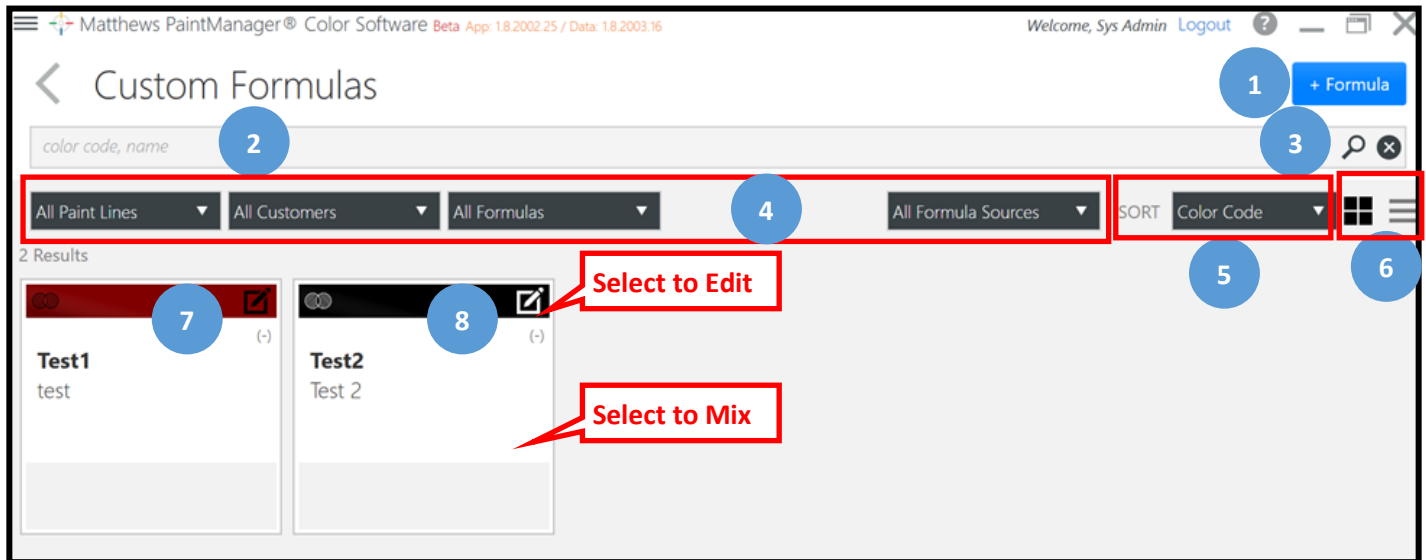 Matthews PaintManager® Color Software Beta App: 1.8.2002.25 / Data: 1.8.2003.16 Welcome, Sys Admin Logout ?
Custom Formulas 1 + Formula
color code, name 2 3
All Paint Lines All Customers All Formulas 4 All Formula Sources SORT Color Code
2 Results
5 6
Select to Edit
7 8
(-) (-)
Test1 Test2
test Test 2
Select to Mix